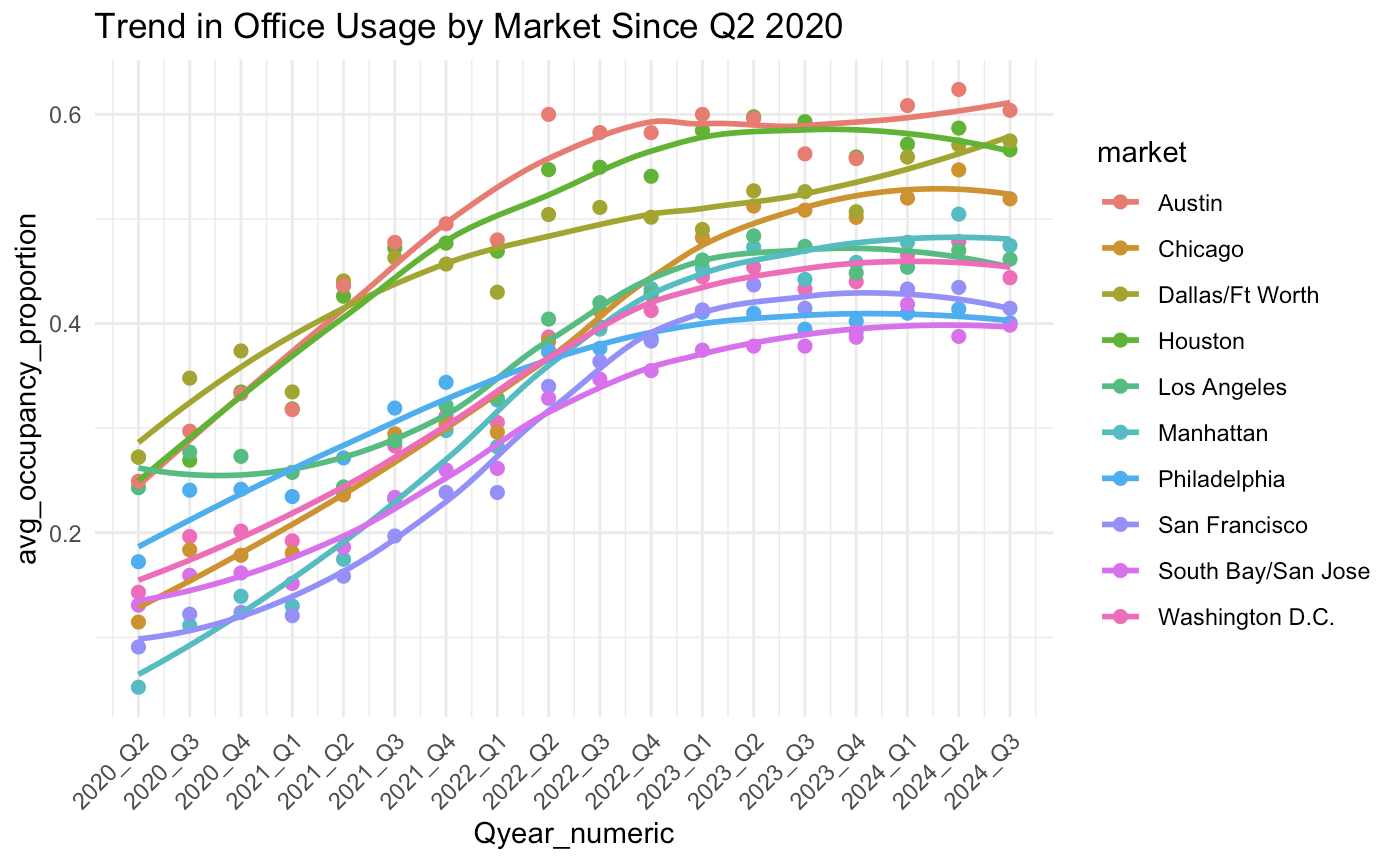 Trend in Office Usage by Market Since Q2 2020
avg_occupancy_proportion
0.6
0.4
0.2
2020_Q2
2020_Q3
2020_Q4
2021_Q1
2021_Q2
2021_Q3
2021_Q4
2022_Q1
2022_Q2
2022_Q3
2022_Q4
2023_Q1
2023_Q2
2023_Q3
2023_Q4
2024_Q1
2024_Q2
2024_Q3
Qyear_numeric
market
Austin
Chicago
Dallas/Ft Worth
Houston
Los Angeles
Manhattan
Philadelphia
San Francisco
South Bay/San Jose
Washington D.C.